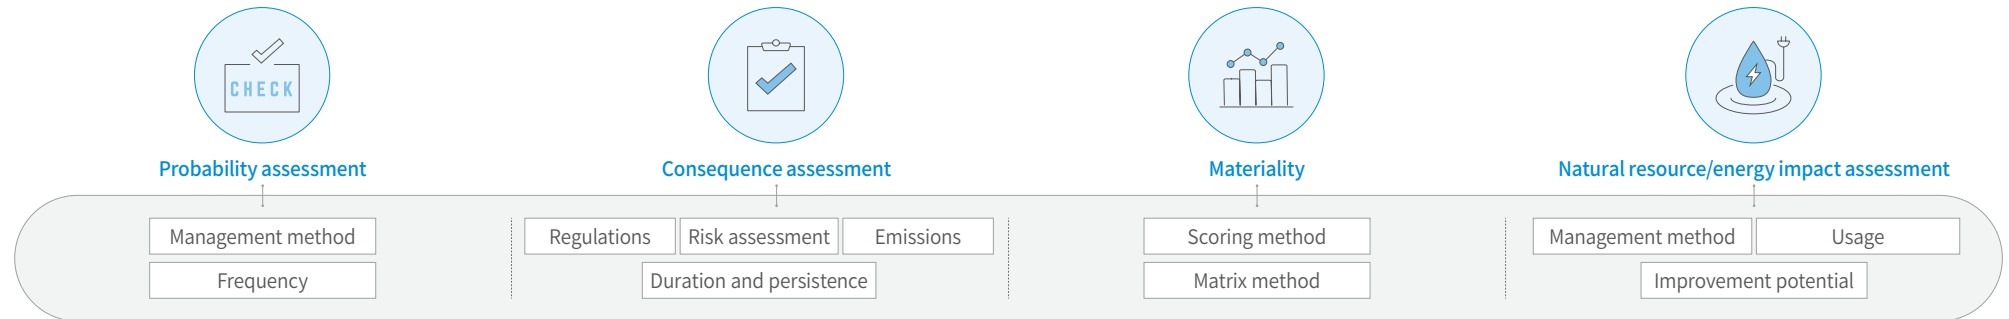 CHECK
Probability assessment
Management method
Frequency
Consequence assessment
Regulations
Risk assessment
Emissions
Duration and persistence
Materiality
Scoring method
Matrix method
Natural resource/energy impact assessment
Management method
Usage
Improvement potential